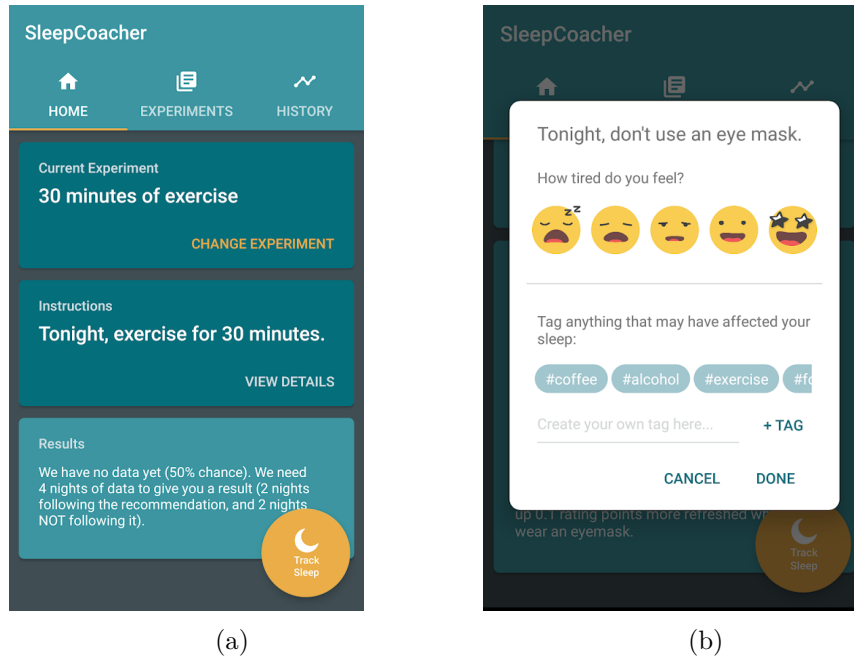 SleepCoacher
HOME
EXPERIMENTS
HISTORY
Current Experiment
30 minutes of exercise
CHANGE EXPERIMENT
Instructions
Tonight, exercise for 30 minutes.
VIEW DETAILS
Results
We have no data yet (50% chance). We need
4 nights of data to give you a result (2 nights
following the recommendation, and 2 nights
NOT following it).
Track
Sleep
(a)
SleepCoacher
Tonight, don't use an eye mask.
How tired do you feel?
zz
Tag anything that may have affected your
sleep:
#coffee #alcohol #exercise
Create your own tag here... + TAG
CANCEL DONE
up 0.1 rating points more refreshed
wear an eyemask.
Track
Sleep
(b)